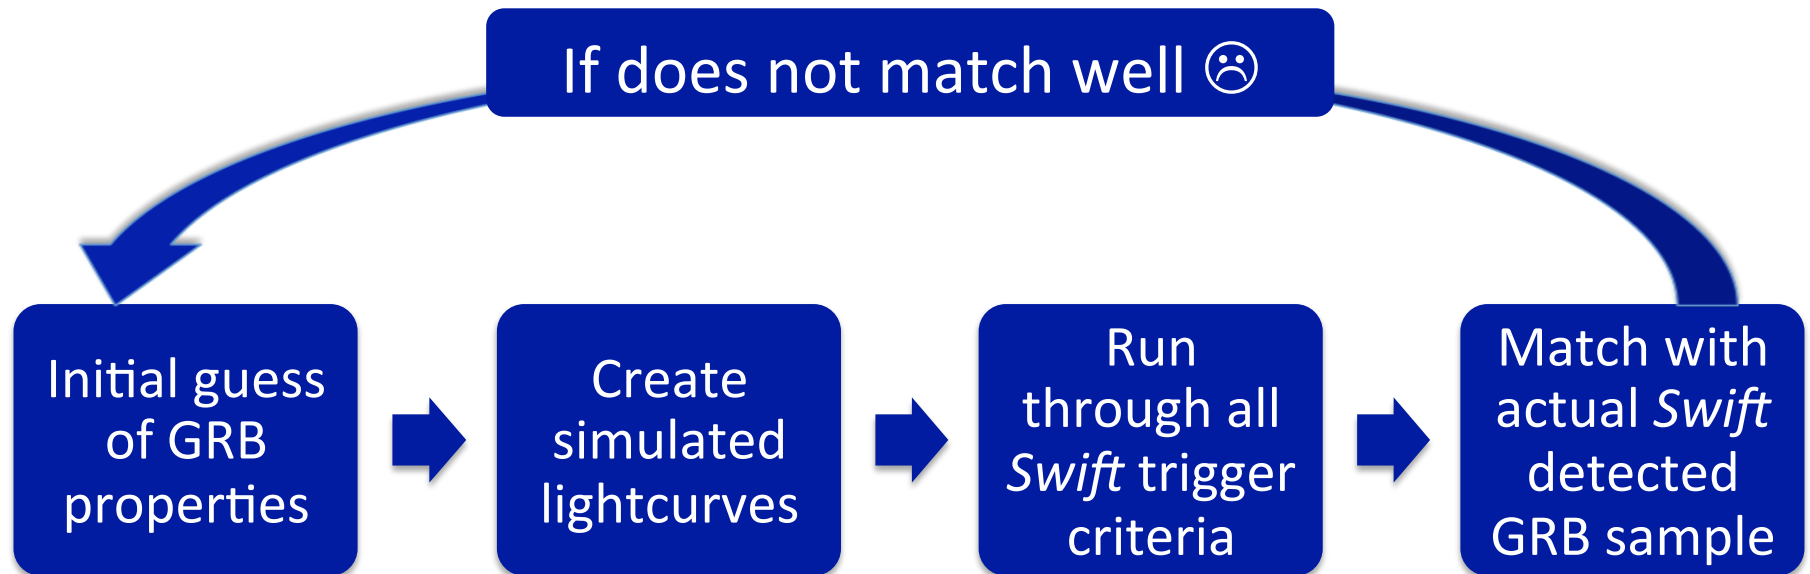 If does not match well ☹
Initial guess
of GRB
properties
Create
simulated
lightcurves
Run
through all
Swift trigger
criteria
Match with
actual Swift
detected
GRB sample